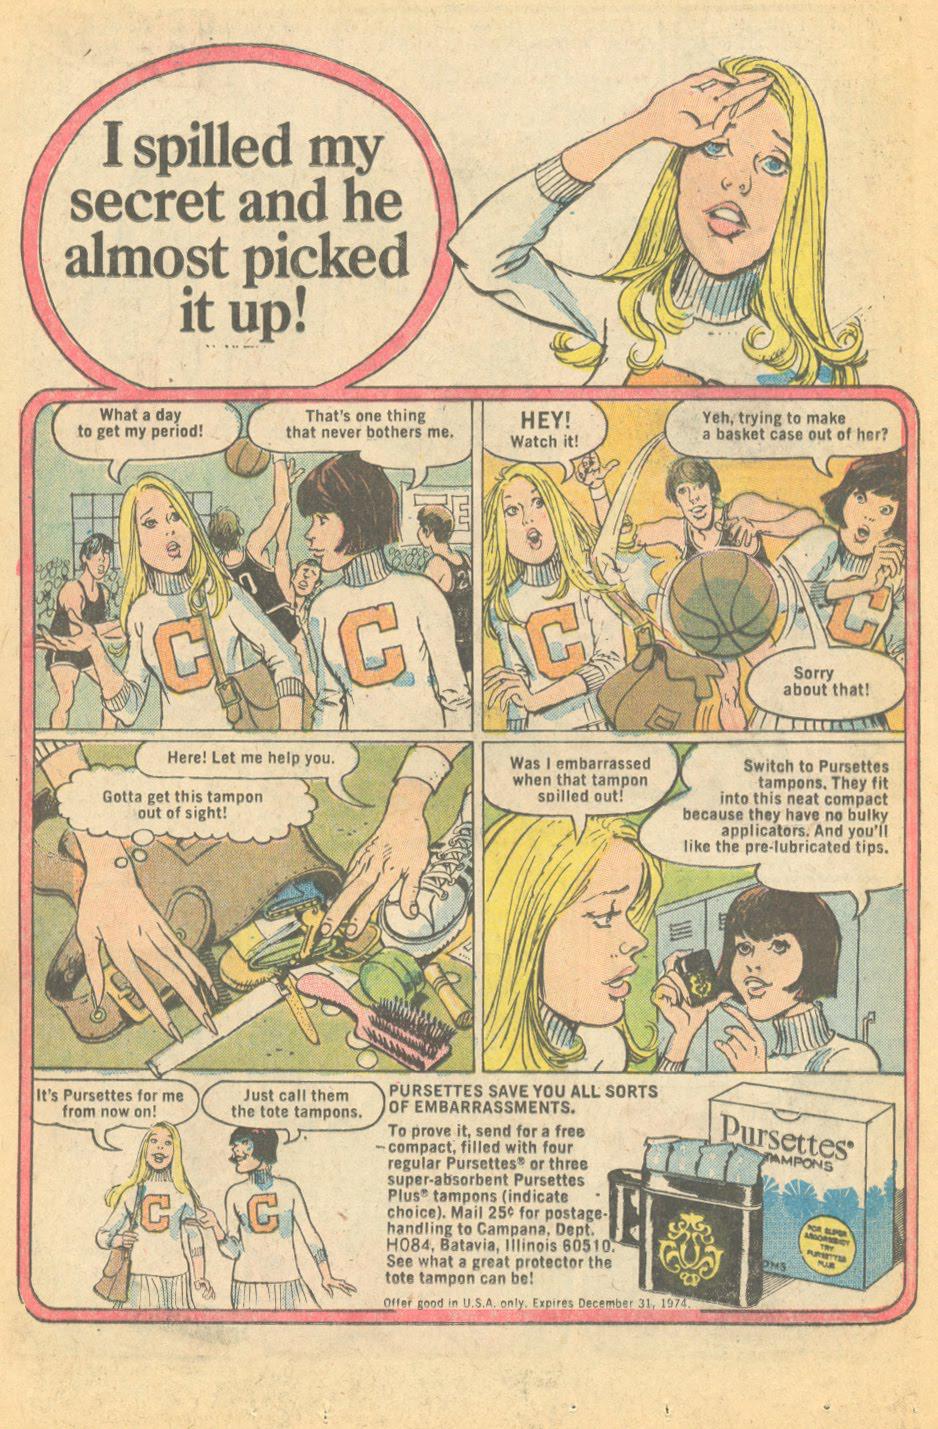 I spilled my
secret and he
almost picked
it up!
What a day
to get my period!
That's one thing
that never bothers me.
HEY!
Watch it!
Yeh, trying to make
a basket case out of her?
C
C
C
C
Sorry
about that!
Here! Let me help you.
Gotta get this tampon
out of sight!
Was I embarrassed
when that tampon
spilled out!
Switch to Pursettes
tampons. They fit
into this neat compact
because they have no bulky
applicators. And you'll
like the pre-lubricated tips.
It's Pursettes for me
from now on!
Just call them
the tote tampons.
C
C
PURSETTES SAVE YOU ALL SORTS
OF EMBARRASSMENTS.
To prove it, send for a free
compact, filled with four
regular Pursettes® or three
super-absorbent Pursettes
Plus® tampons (indicate
choice). Mail 25¢ for postage-
handling to Campana, Dept.
H084, Batavia, Illinois 60510.
See what a great protector the
tote tampon can be!
Offer good in U.S.A. only. Expires December 31, 1974.
Pursettes®
TAMPONS
FOR SUPER
ABSORBENCY
TRY
PURSETTES
PLUS